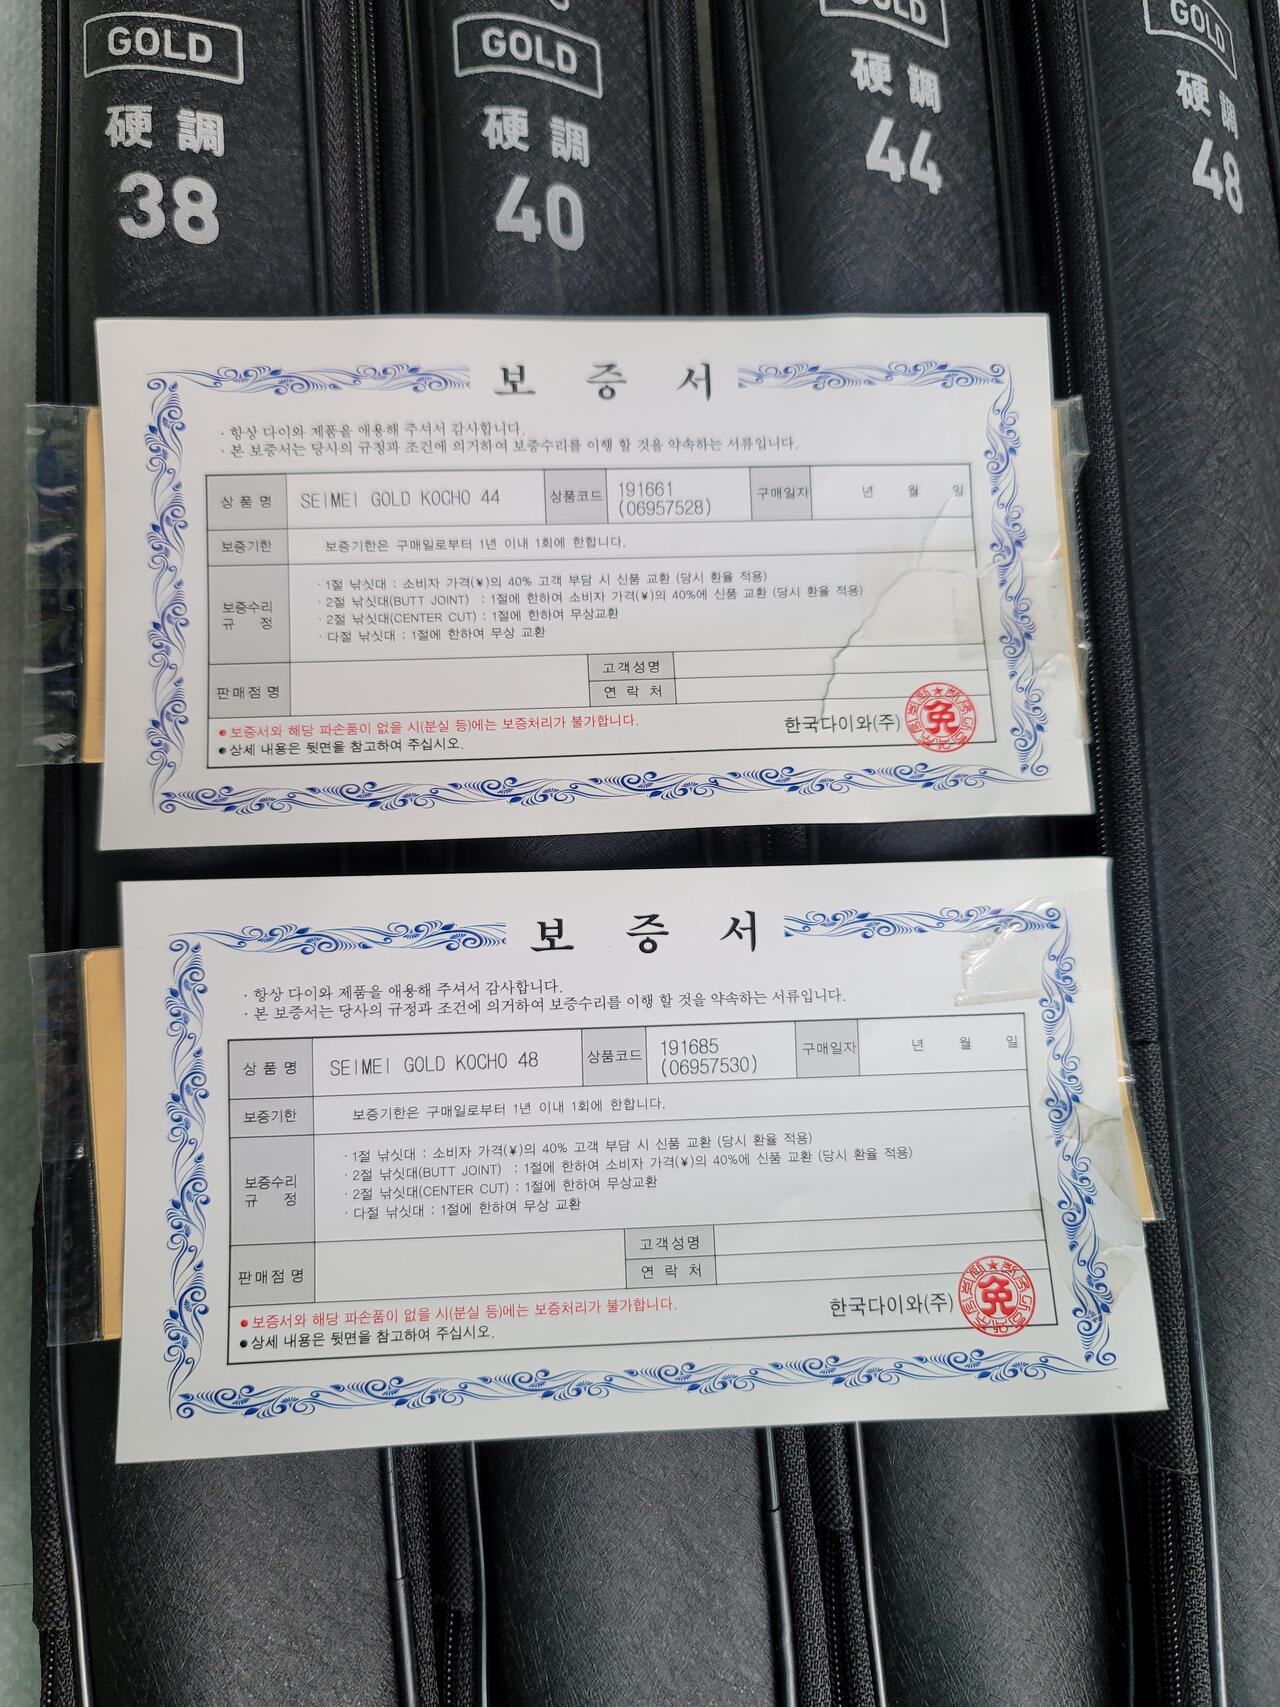 GOLD
硬調
38
GOLD
硬調
40
GOLD
硬調
44
GOLD
硬調
48
보 증 서
· 항상 다이와 제품을 애용해 주셔서 감사합니다.
· 본 보증서는 당사의 규정과 조건에 의거하여 보증수리를 이행 할 것을 약속하는 서류입니다.
상 품 명 SEIMEI GOLD KOCHO 44 상품코드 191661 (06957528) 구매일자 년 월 일
보증기한 보증기한은 구매일로부터 1년 이내 1회에 한합니다.
보증수리 규 정
· 1절 낚싯대 : 소비자 가격(¥)의 40% 고객 부담 시 신품 교환 (당시 환율 적용)
· 2절 낚싯대(BUTT JOINT) : 1절에 한하여 소비자 가격(¥)의 40%에 신품 교환 (당시 환율 적용)
· 2절 낚싯대(CENTER CUT) : 1절에 한하여 무상교환
· 다절 낚싯대 : 1절에 한하여 무상 교환
판매점명 고객성명
연 락 처
● 보증서와 해당 파손품이 없을 시(분실 등)에는 보증처리가 불가합니다.
● 상세 내용은 뒷면을 참고하여 주십시오.
한국다이와(주)
보 증 서
· 항상 다이와 제품을 애용해 주셔서 감사합니다.
· 본 보증서는 당사의 규정과 조건에 의거하여 보증수리를 이행 할 것을 약속하는 서류입니다.
상 품 명 SEIMEI GOLD KOCHO 48 상품코드 191685 (06957530) 구매일자 년 월 일
보증기한 보증기한은 구매일로부터 1년 이내 1회에 한합니다.
보증수리 규 정
· 1절 낚싯대 : 소비자 가격(¥)의 40% 고객 부담 시 신품 교환 (당시 환율 적용)
· 2절 낚싯대(BUTT JOINT) : 1절에 한하여 소비자 가격(¥)의 40%에 신품 교환 (당시 환율 적용)
· 2절 낚싯대(CENTER CUT) : 1절에 한하여 무상교환
· 다절 낚싯대 : 1절에 한하여 무상 교환
판매점명 고객성명
연 락 처
● 보증서와 해당 파손품이 없을 시(분실 등)에는 보증처리가 불가합니다.
● 상세 내용은 뒷면을 참고하여 주십시오.
한국다이와(주)